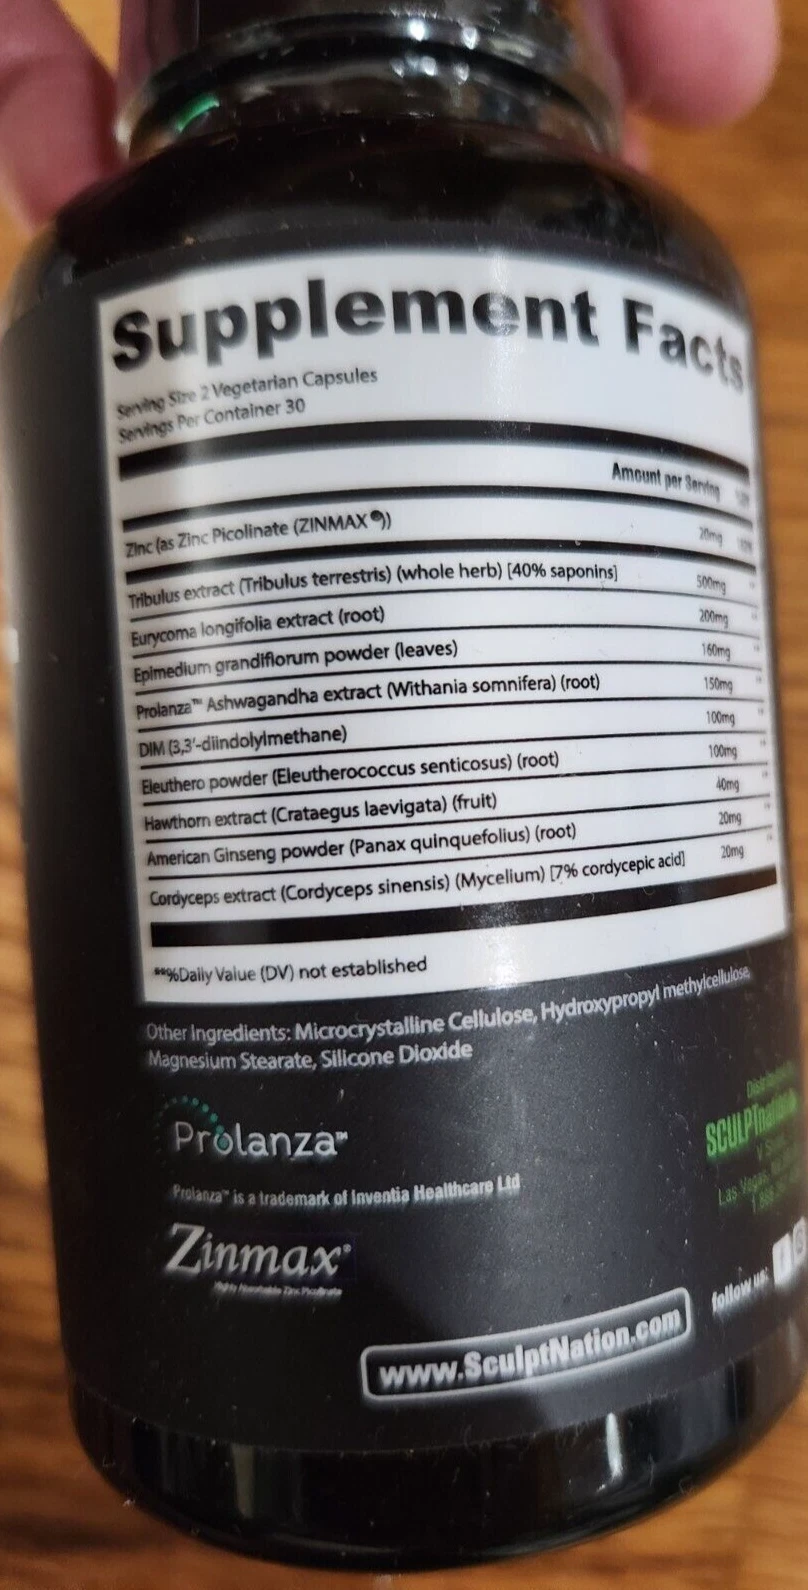 Supplement Facts
Serving Size 2 Vegetarian Capsules
Servings Per Container 30
Amount per Serving
Zinc (as Zinc Picolinate (ZINMAX®)) 20mg
Tribulus extract (Tribulus terrestris) (whole herb) [40% saponins] 500mg **
Eurycoma longifolia extract (root) 200mg **
Epimedium grandiflorum powder (leaves) 160mg **
Prolanza™ Ashwagandha extract (Withania somnifera) (root) 150mg **
DIM (3,3'-diindolylmethane) 100mg **
Eleuthero powder (Eleutherococcus senticosus) (root) 100mg **
Hawthorn extract (Crataegus laevigata) (fruit) 40mg **
American Ginseng powder (Panax quinquefolius) (root) 20mg **
Cordyceps extract (Cordyceps sinensis) (Mycelium) [7% cordycepic acid] 20mg **
**%Daily Value (DV) not established
Other Ingredients: Microcrystalline Cellulose, Hydroxypropyl methylcellulose,
Magnesium Stearate, Silicone Dioxide
Prolanza™
Prolanza™ is a trademark of Inventia Healthcare Ltd
Zinmax®
SCULPTnation
Las Vegas,
follow us:
www.SculptNation.com